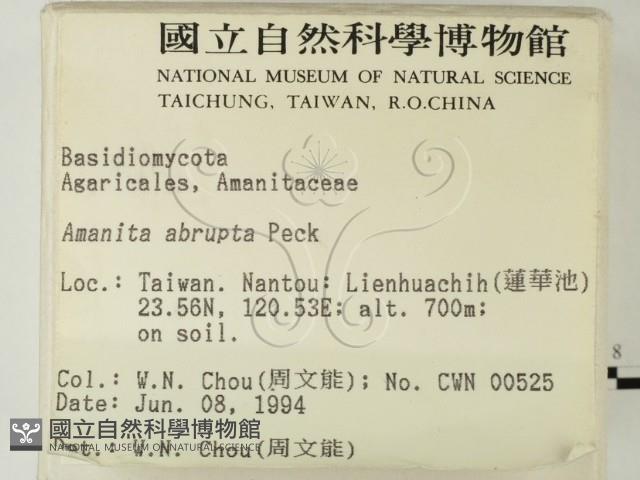 國立自然科學博物館
NATIONAL MUSEUM OF NATURAL SCIENCE
TAICHUNG, TAIWAN, R.O.CHINA
Basidiomycota
Agaricales, Amanitaceae
Amanita abrupta Peck
Loc.: Taiwan. Nantou: Lienhuachih(蓮華池)
23.56N, 120.53E; alt. 700m;
on soil.
8
Col.: W.N. Chou(周文能); No. CWN 00525
Date: Jun. 08, 1994
國立自然科學博物館
NATIONAL MUSEUM OF NATURAL SCIENCE
Det.: W.N. Chou(周文能)